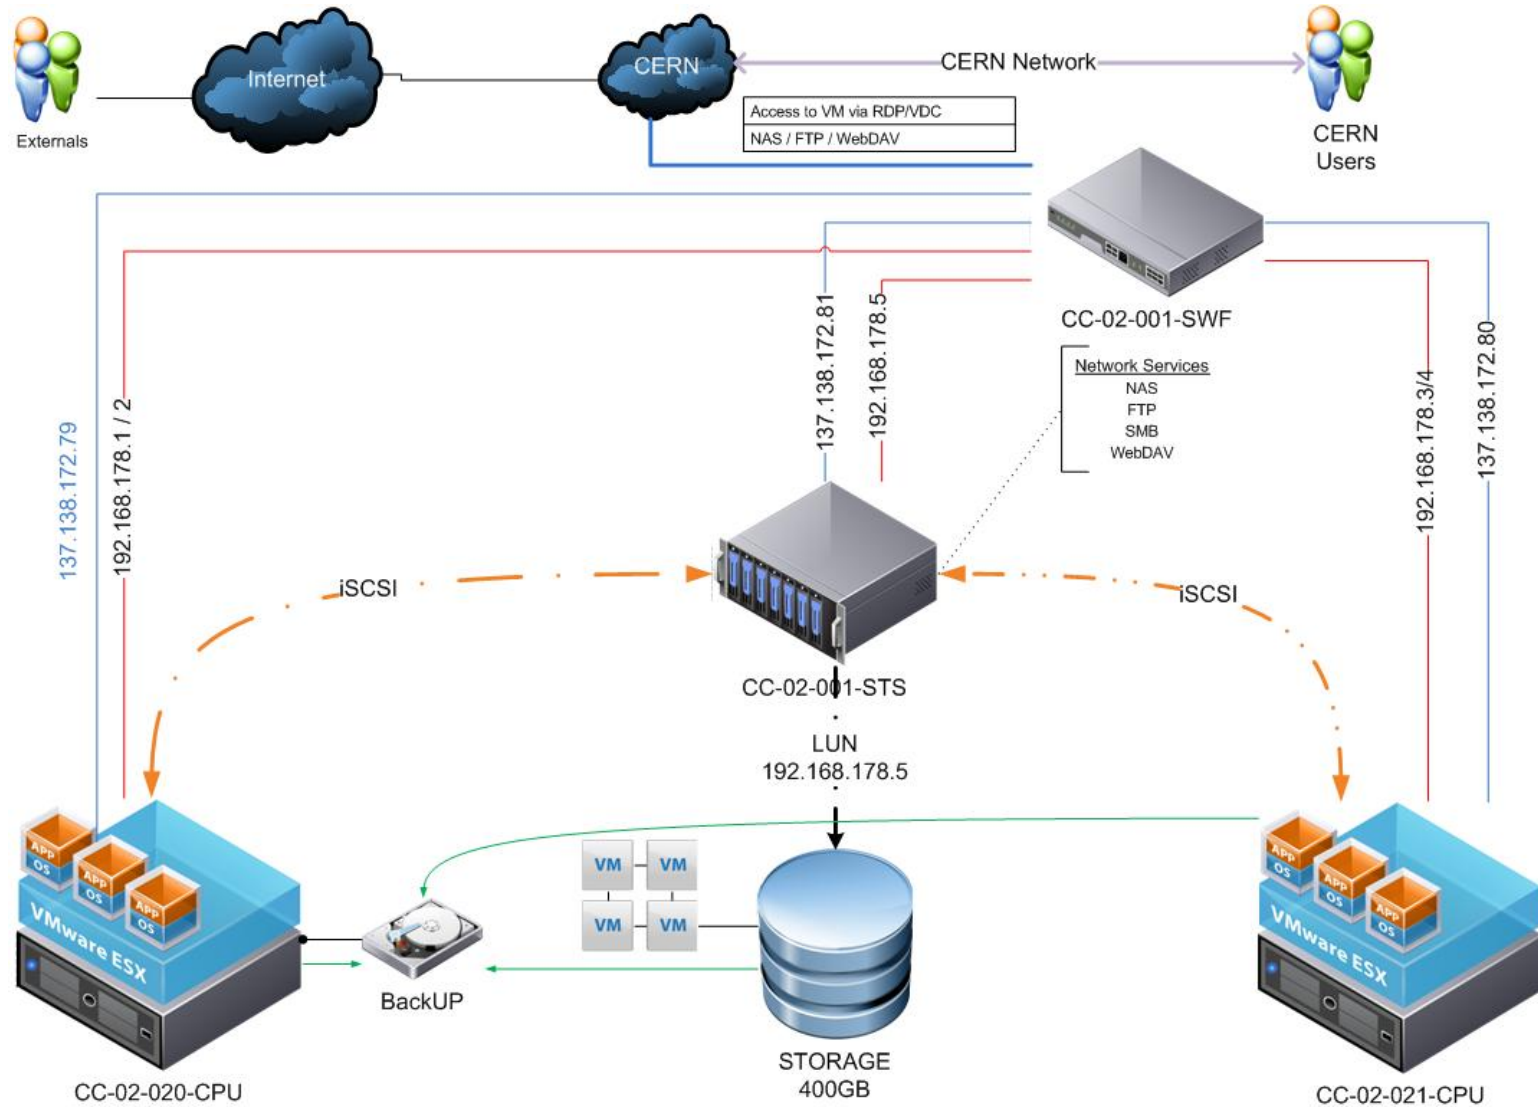 Externals
Internet
CERN
CERN Network
CERN
Users
Access to VM via RDP/VDC
NAS / FTP / WebDAV
CC-02-001-SWF
Network Services
NAS
FTP
SMB
WebDAV
137.138.172.79
192.168.178.1 / 2
137.138.172.81
192.168.178.5
192.168.178.3/4
137.138.172.80
iSCSI
iSCSI
CC-02-001-STS
LUN
192.168.178.5
APP
OS
APP
OS
APP
OS
VMware ESX
CC-02-020-CPU
BackUP
VM
VM
VM
VM
STORAGE
400GB
APP
OS
APP
OS
APP
OS
VMware ESX
CC-02-021-CPU